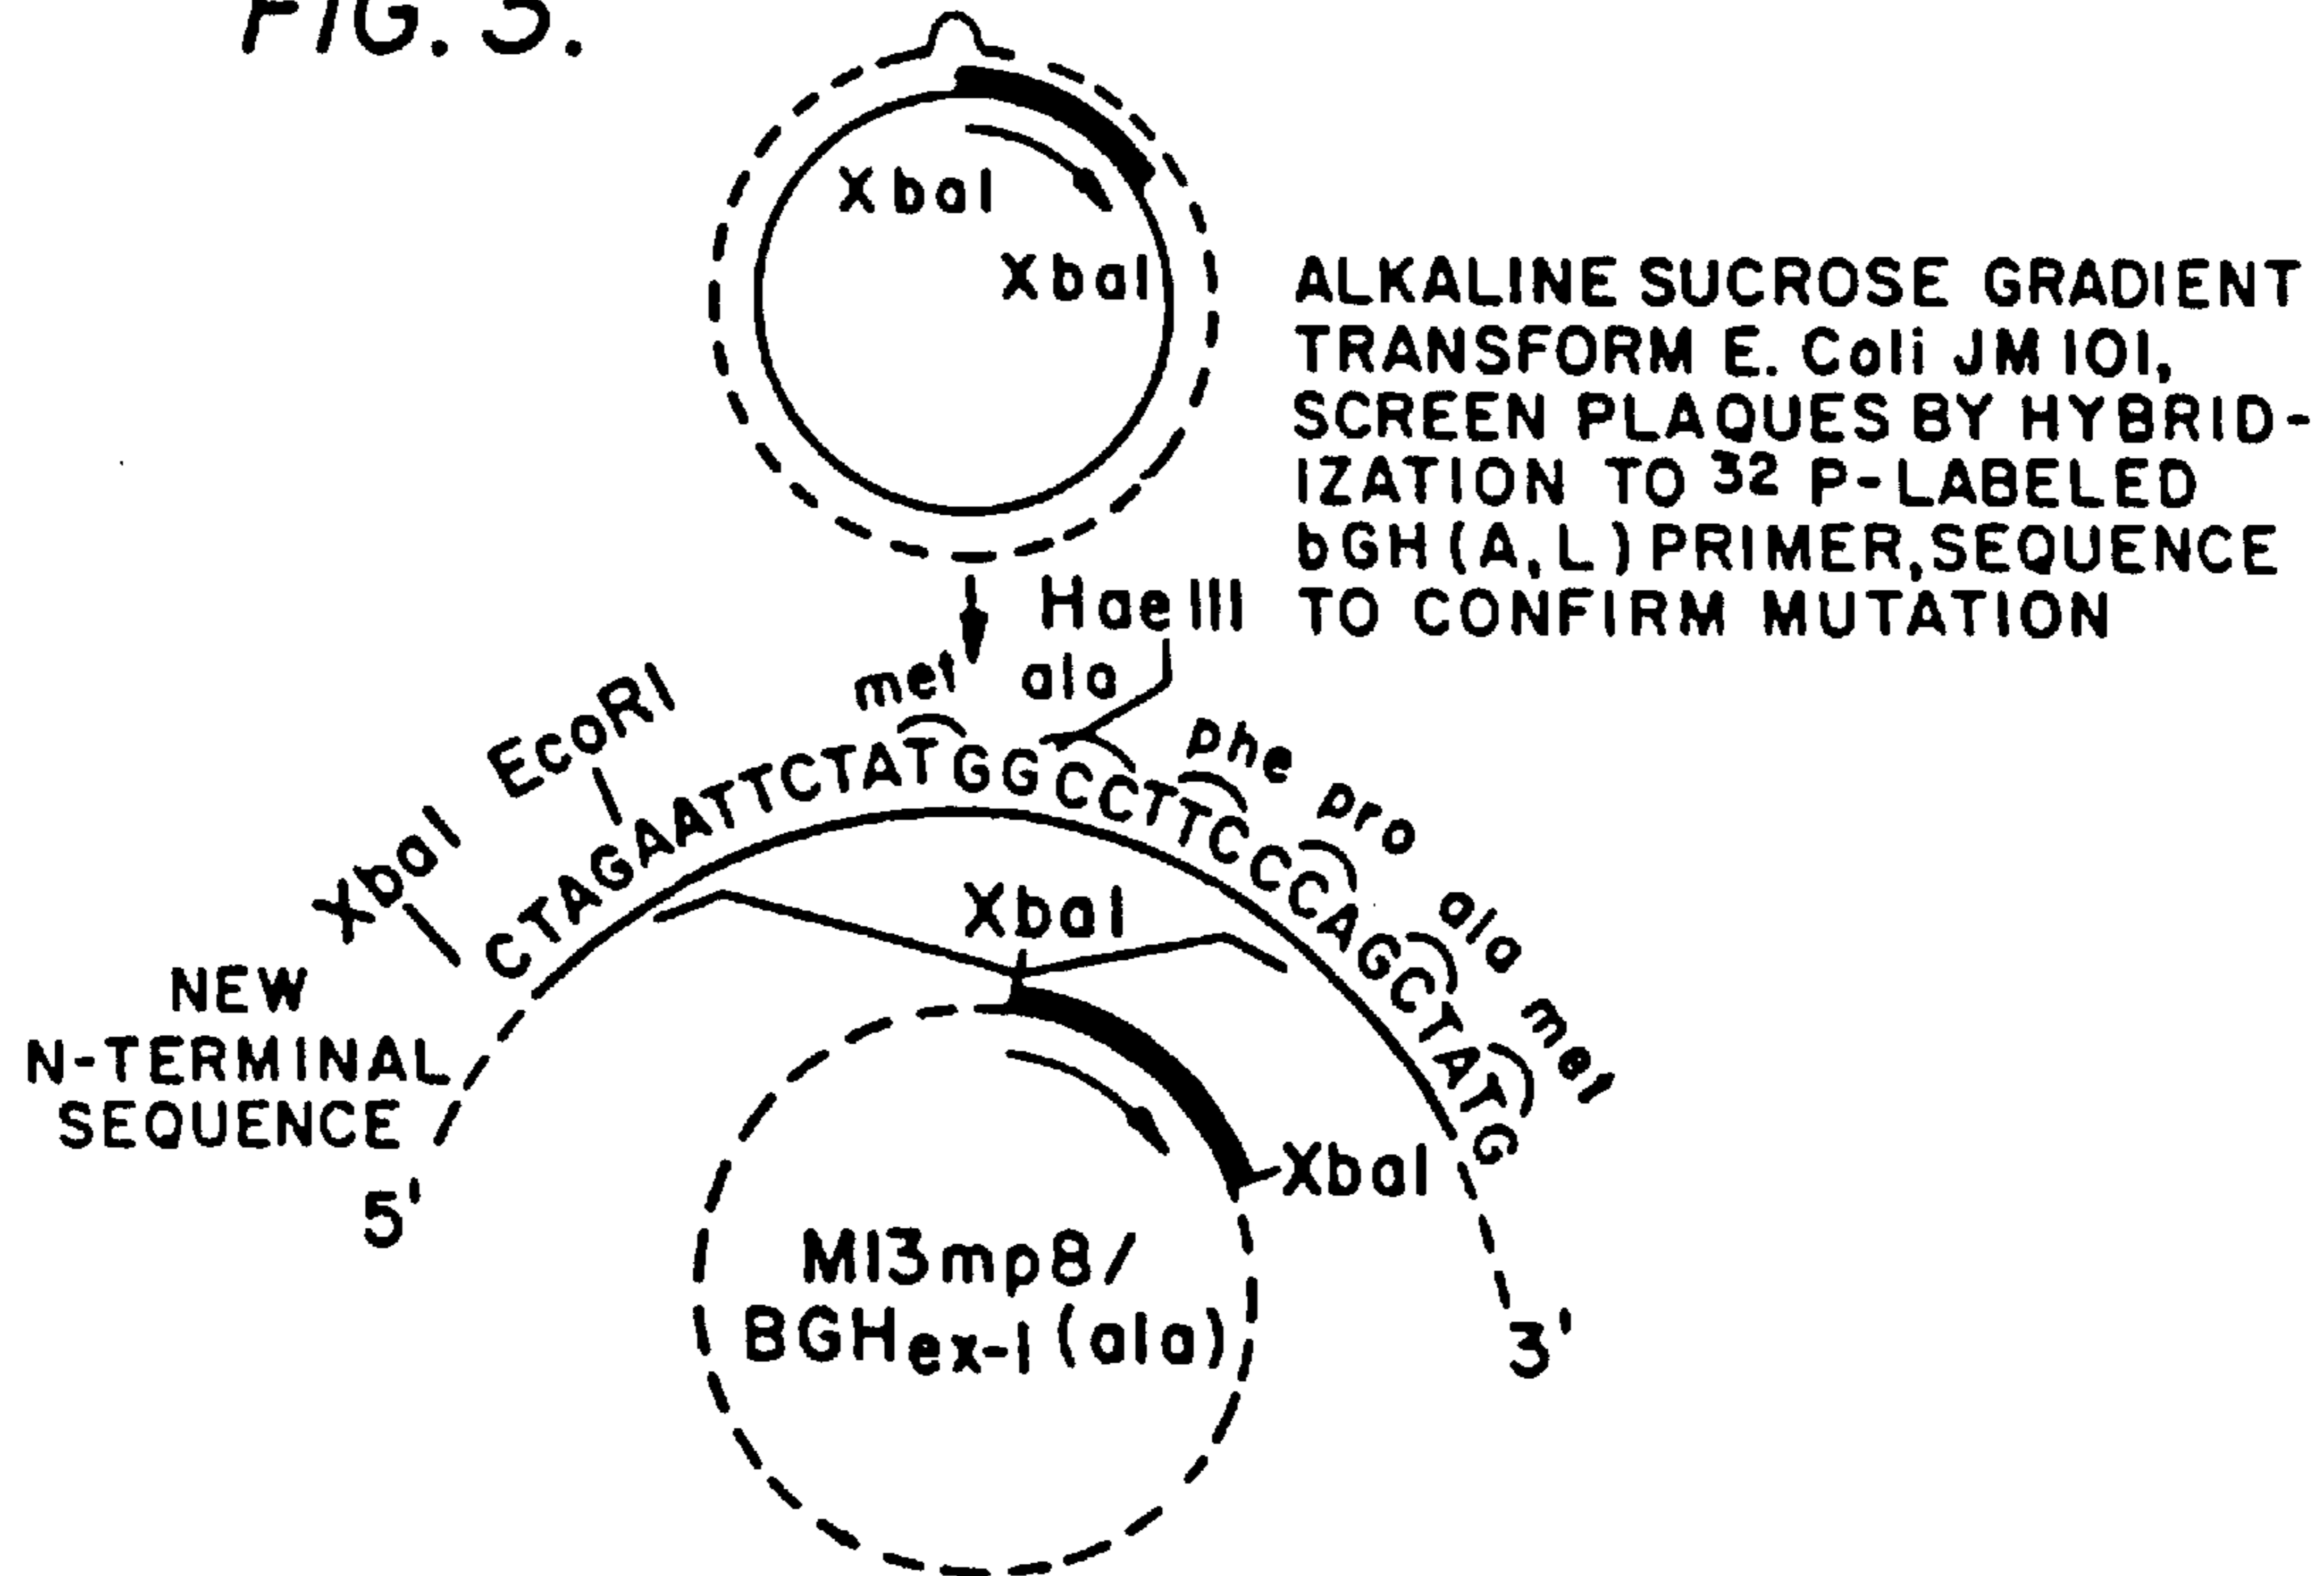 FIG. 3.
XbaI
XbaI
ALKALINE SUCROSE GRADIENT
TRANSFORM E. Coli JM 101,
SCREEN PLAQUES BY HYBRID-
IZATION TO 32 P-LABELED
bGH(A,L) PRIMER, SEQUENCE
TO CONFIRM MUTATION
HaeIII
met ala phe pro ala met
XbaI EcoRI
CTAGAATTCTATGGCCTTCCCAGCTATG
NEW
N-TERMINAL
SEQUENCE
5'
XbaI
XbaI
M13mp8/
BGHex-1(ala)
3'